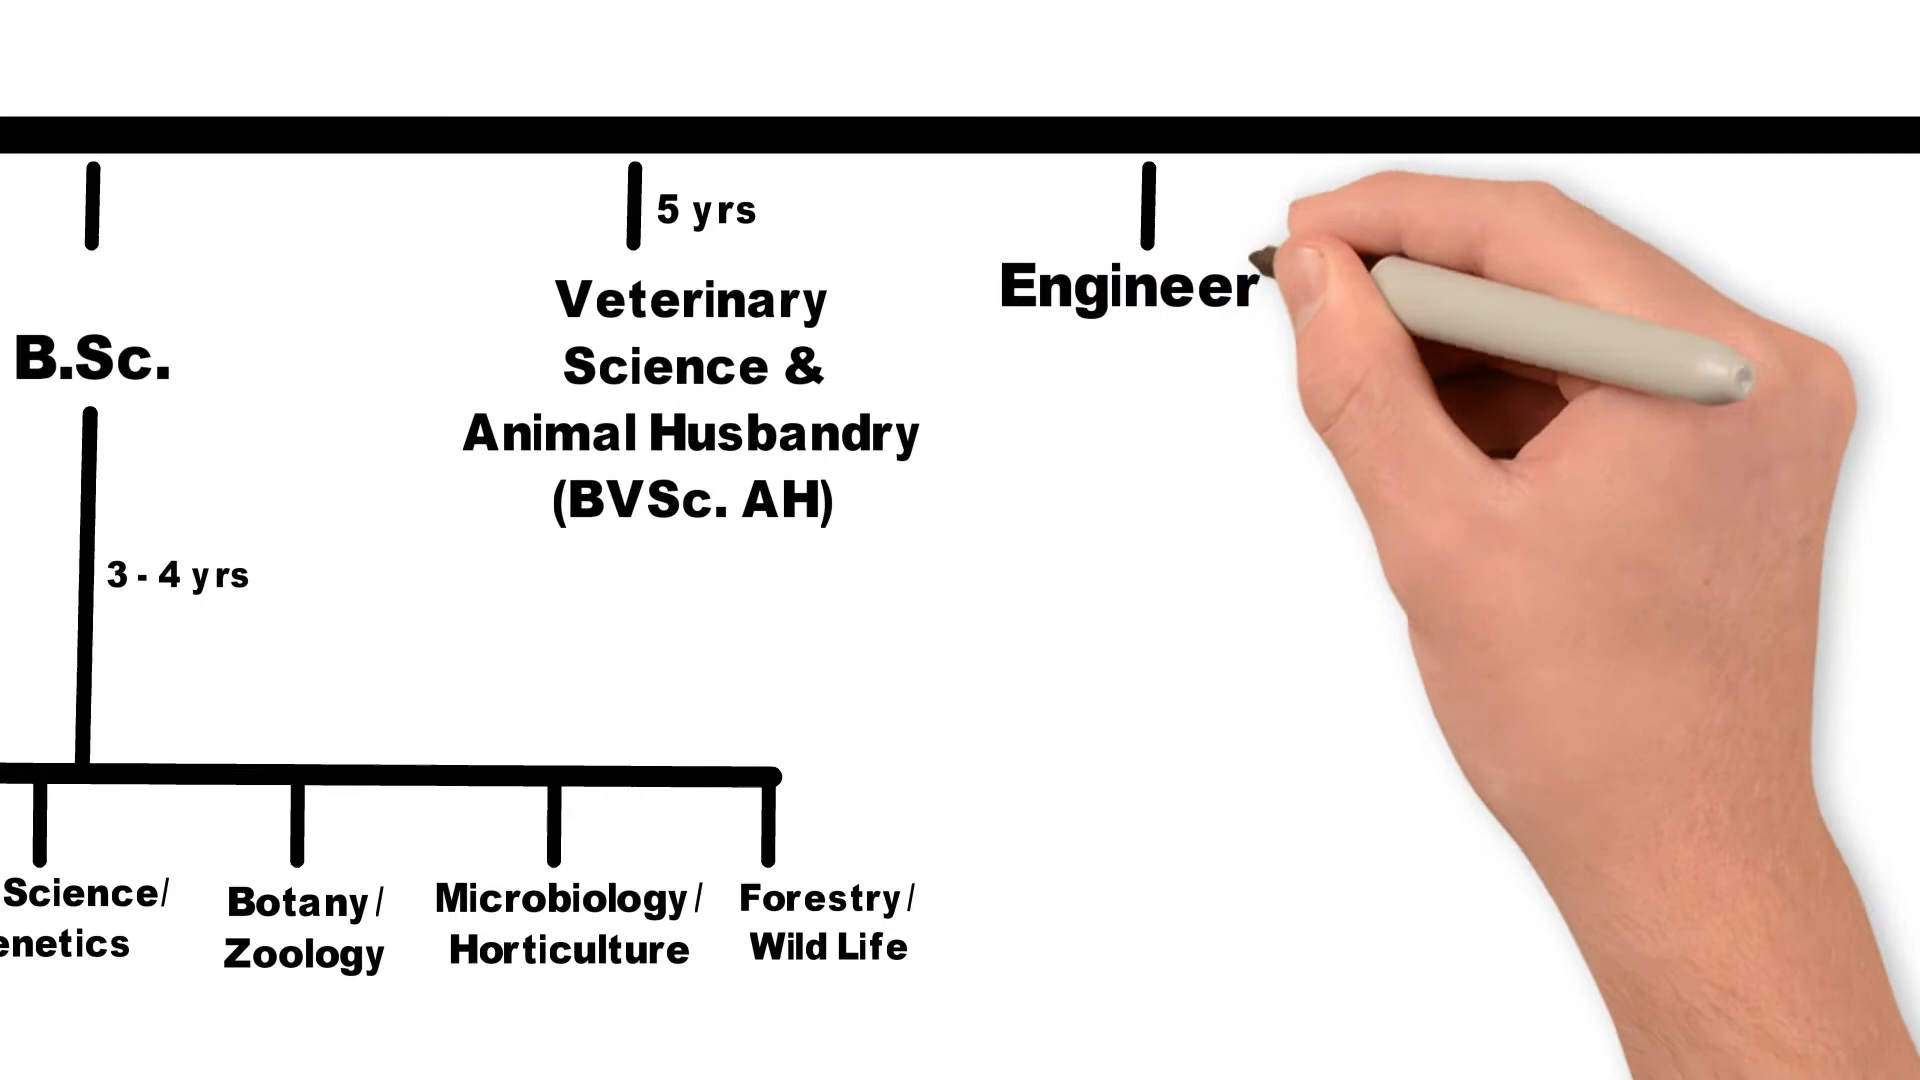 5 yrs
B.Sc.
Veterinary
Science &
Animal Husbandry
(BVSc. AH)
Engineer
3 - 4 yrs
Science/
enetics
Botany/
Zoology
Microbiology/
Horticulture
Forestry/
Wild Life